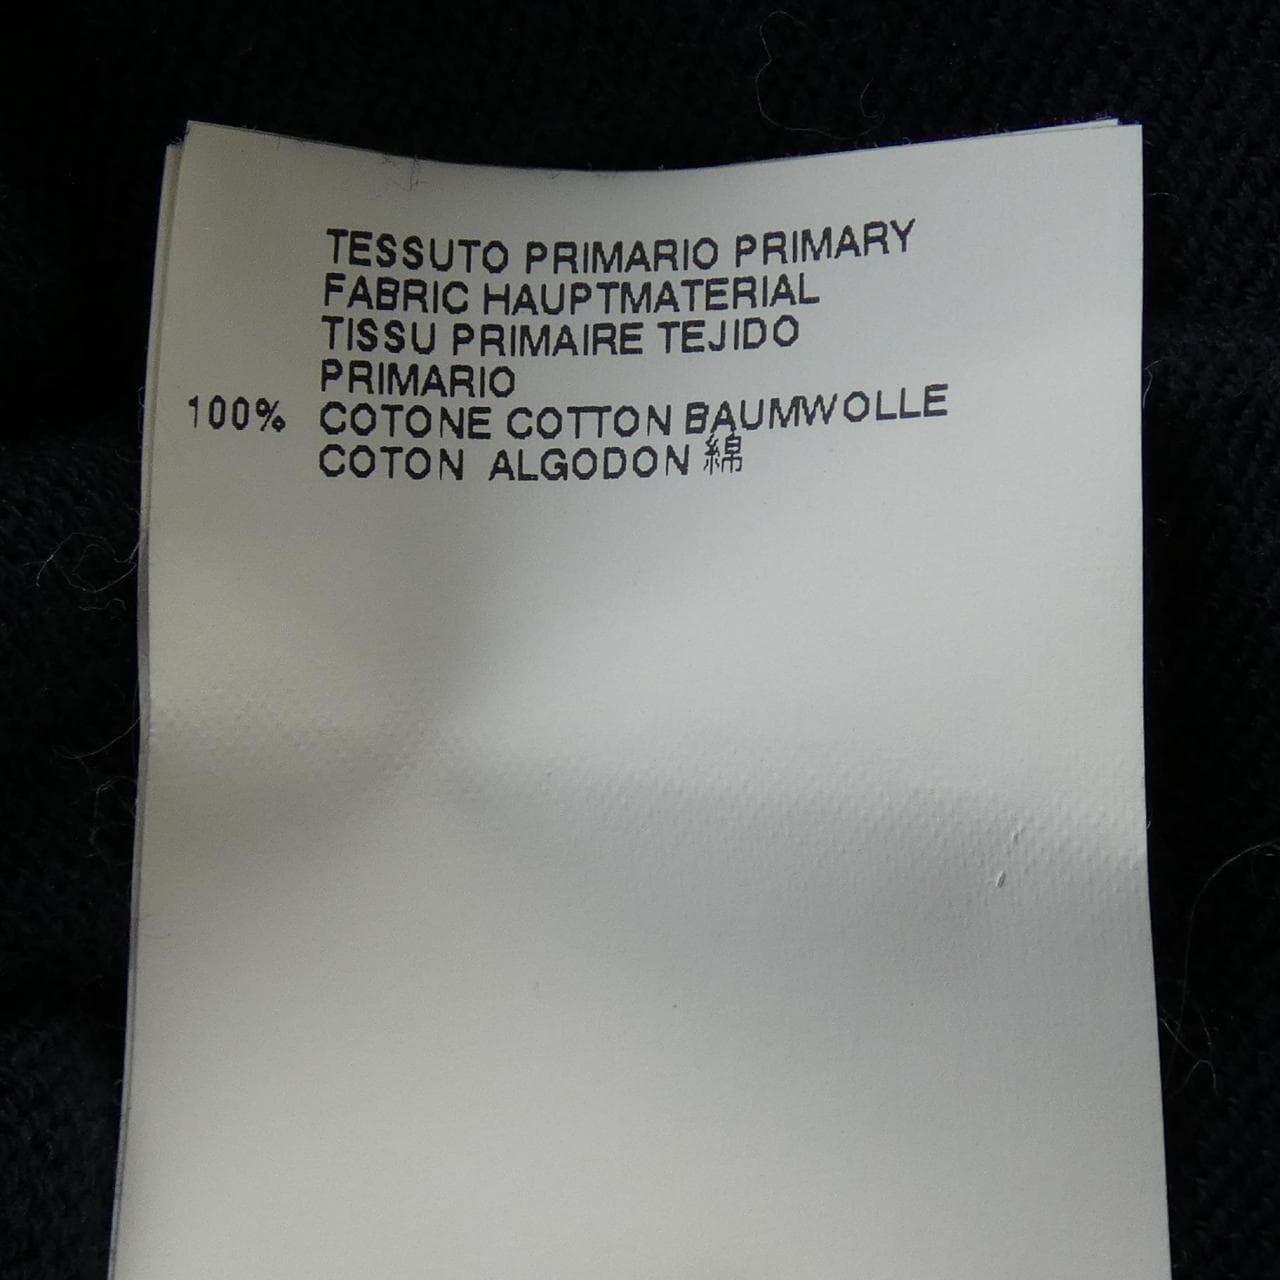 TESSUTO PRIMARIO PRIMARY
FABRIC HAUPTMATERIAL
TISSU PRIMAIRE TEJIDO
PRIMARIO
100% COTONE COTTON BAUMWOLLE
COTON ALGODON 綿